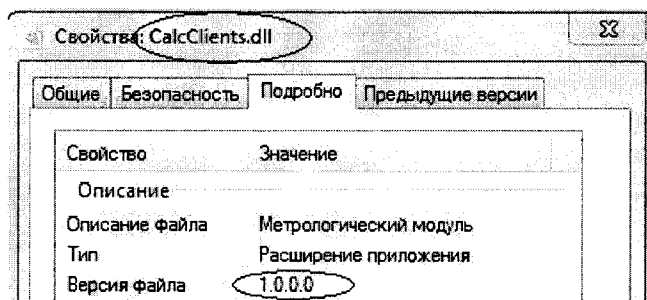 Свойства: CalcClients.dll
Общие Безопасность Подробно Предыдущие версии
Свойство Значение
Описание
Описание файла Метрологический модуль
Тип Расширение приложения
Версия файла 1.0.0.0